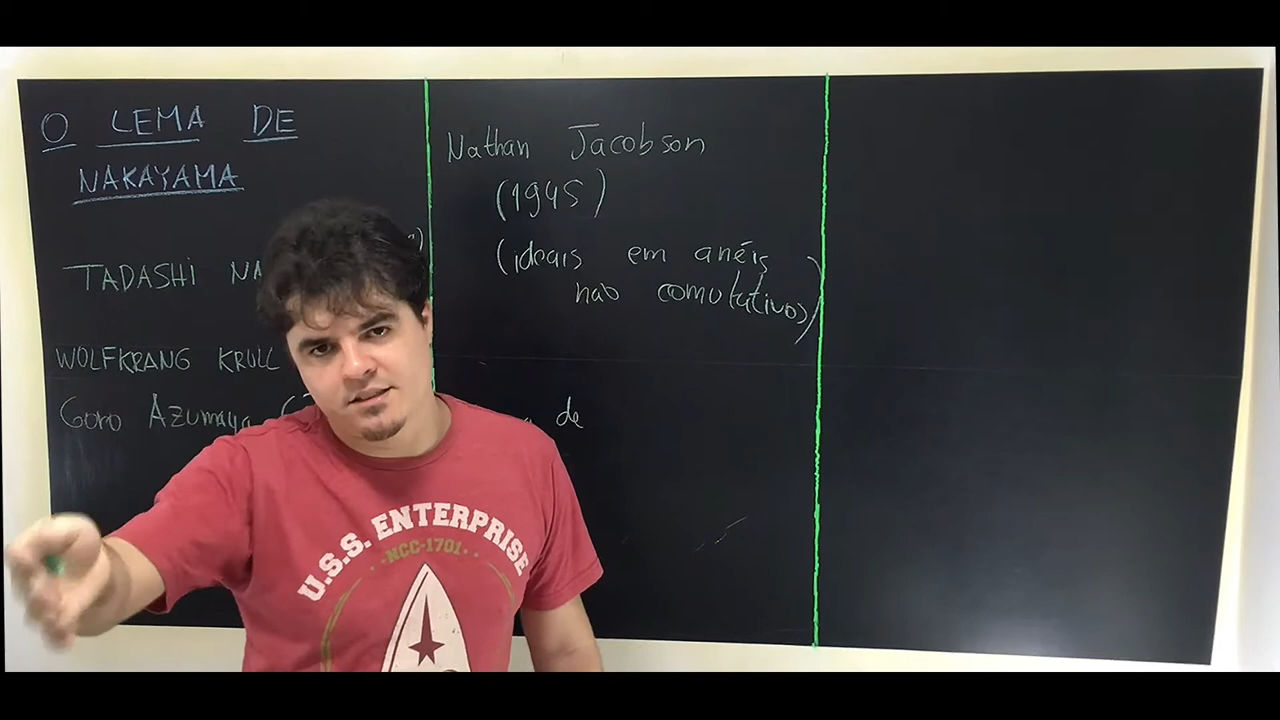 O LEMA DE
NAKAYAMA
TADASHI
WOLFKRANG KRULL
Goro Azumaya
de
Nathan Jacobson
(1945)
(ideais em anéis
não comutativos)
U.S.S. ENTERPRISE
NCC-1701